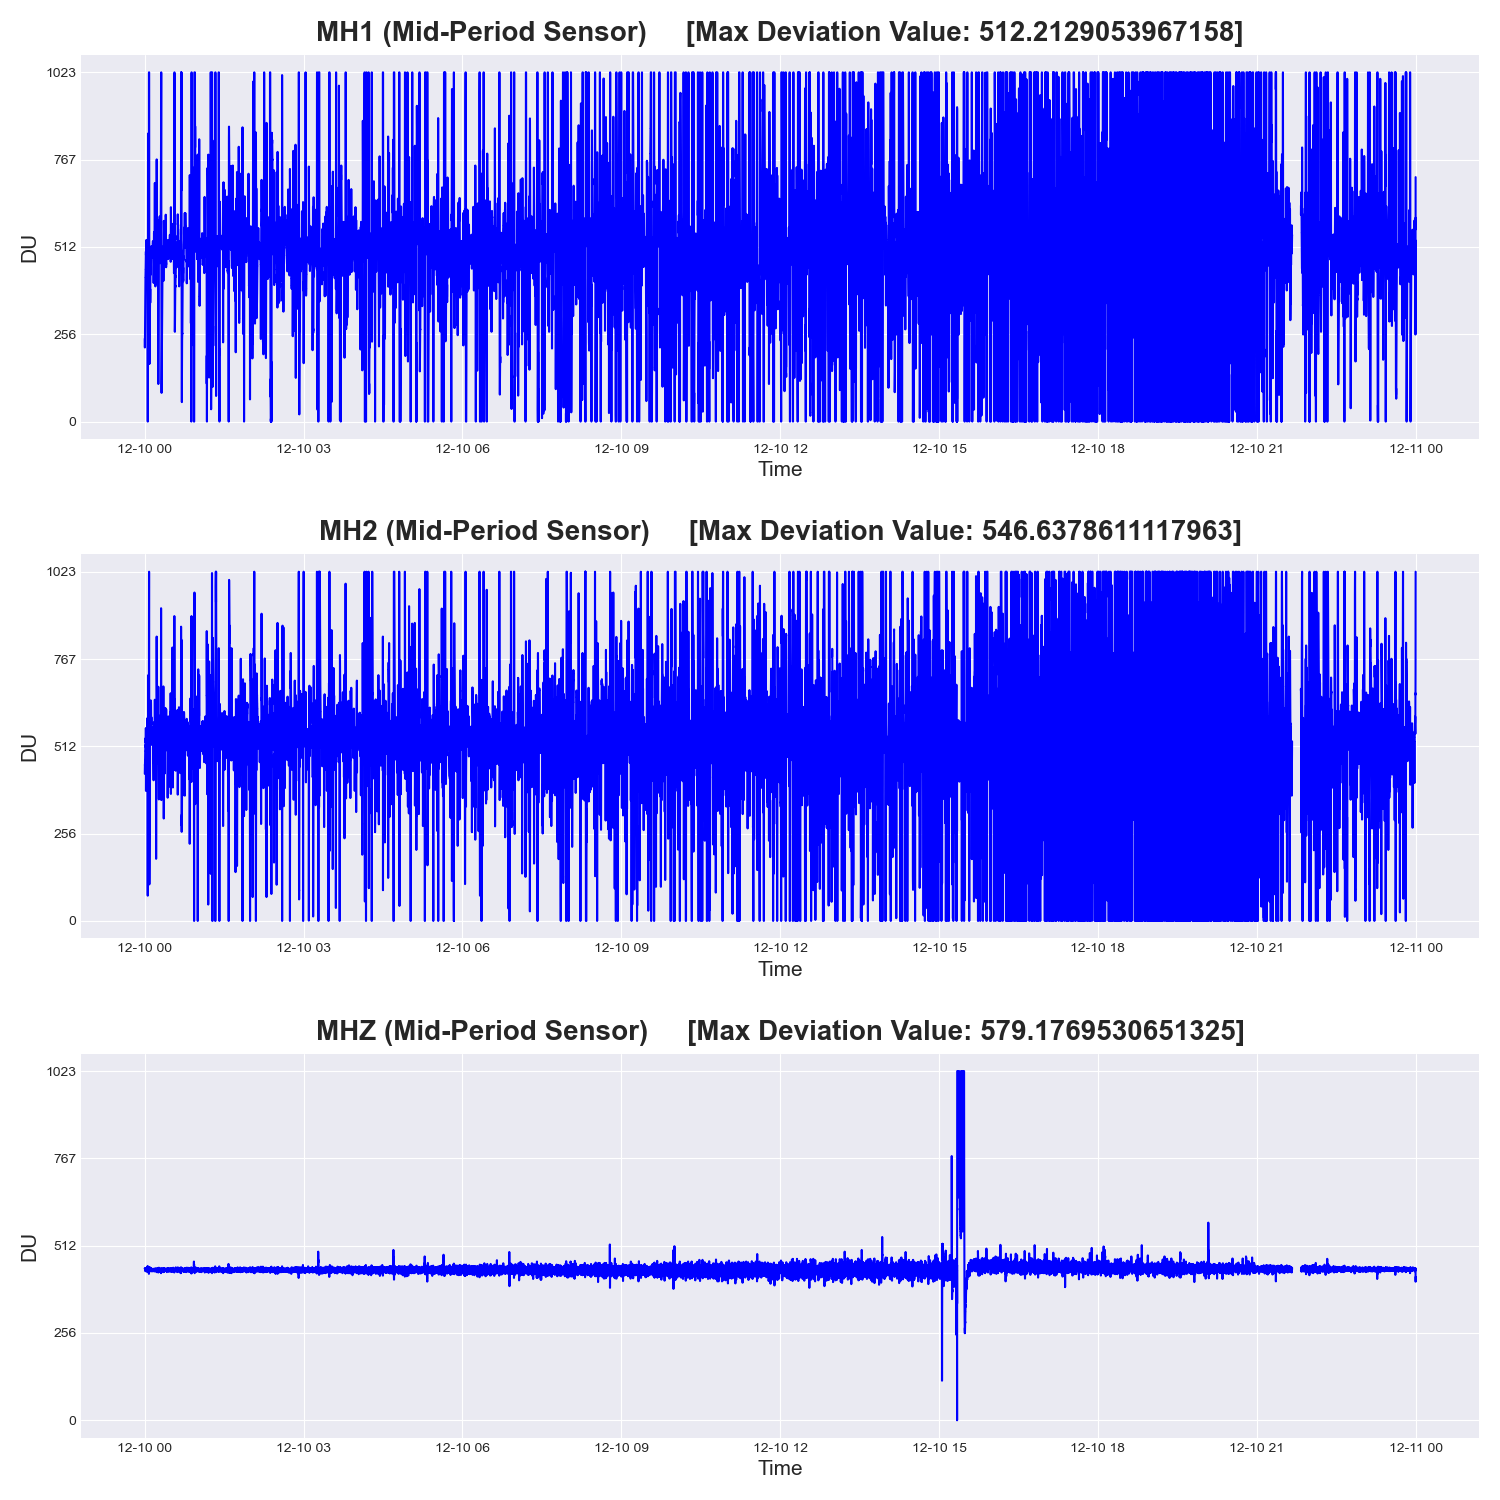 MH1 (Mid-Period Sensor) [Max Deviation Value: 512.2129053967158]
1023
767
512
256
0
DU
12-10 00 12-10 03 12-10 06 12-10 09 12-10 12 12-10 15 12-10 18 12-10 21 12-11 00
Time
MH2 (Mid-Period Sensor) [Max Deviation Value: 546.6378611117963]
1023
767
512
256
0
DU
12-10 00 12-10 03 12-10 06 12-10 09 12-10 12 12-10 15 12-10 18 12-10 21 12-11 00
Time
MHZ (Mid-Period Sensor) [Max Deviation Value: 579.1769530651325]
1023
767
512
256
0
DU
12-10 00 12-10 03 12-10 06 12-10 09 12-10 12 12-10 15 12-10 18 12-10 21 12-11 00
Time